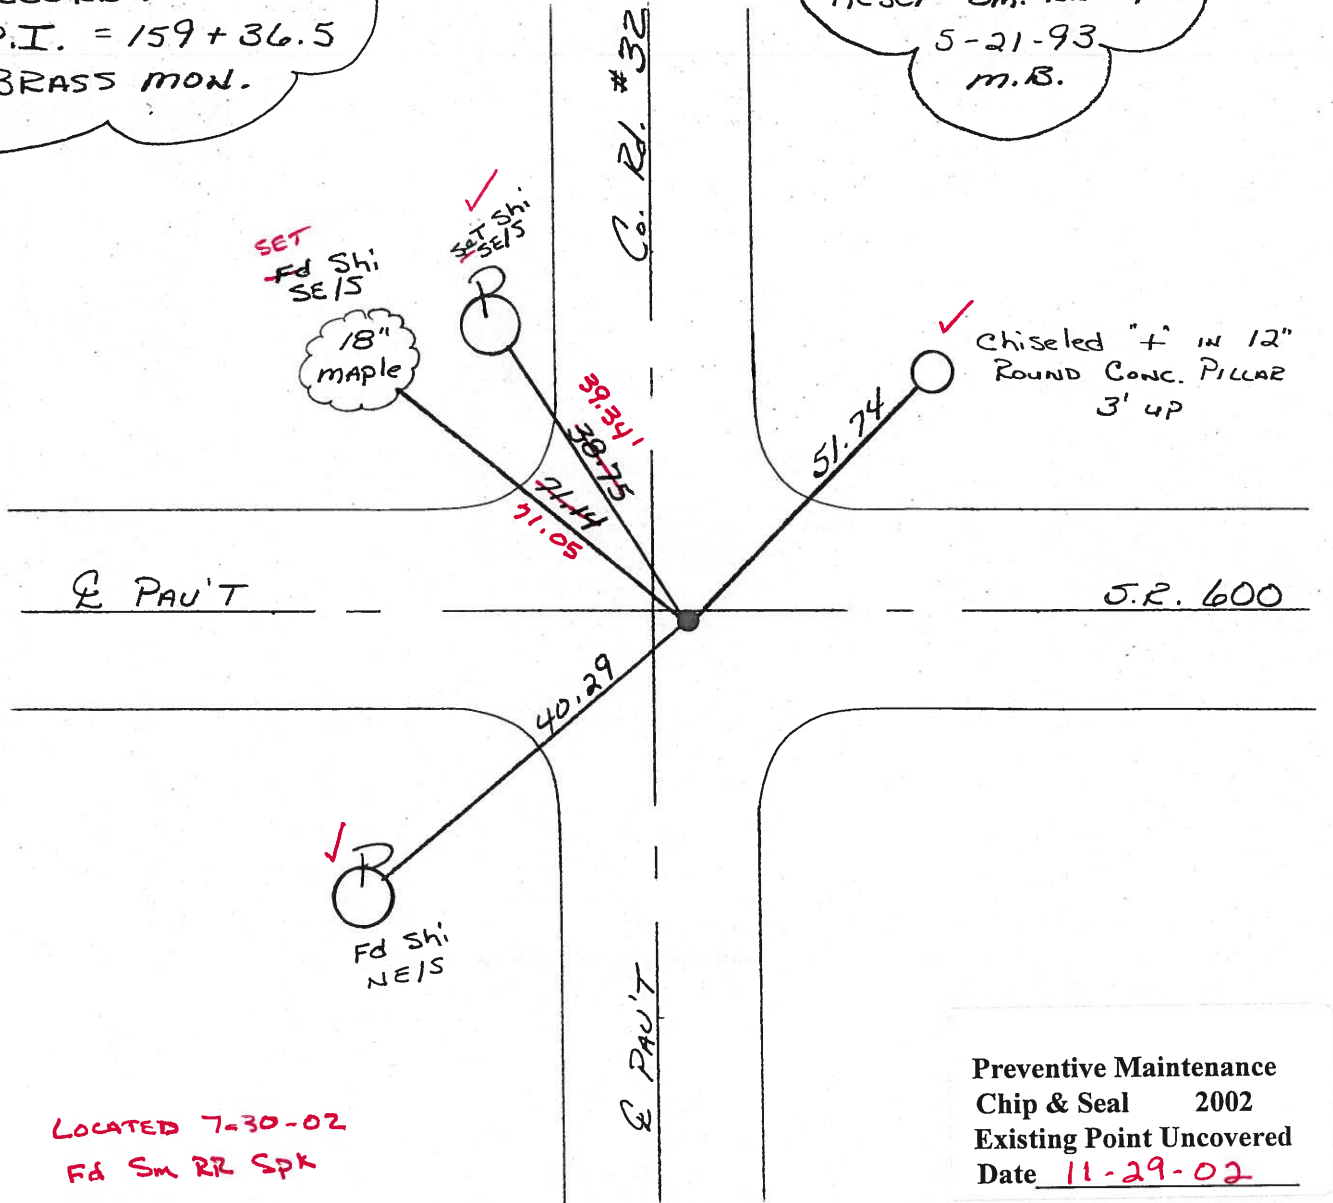 P.I. = 159+36.5
BRASS MON.
5-21-93
M.B.
Co. Rd. #32
SET
Fd Shi
SE/S
18"
MAPLE
SET Shi
SE/S
39.34'
38.75
71.14
71.05
51.74
Chiseled "+" IN 12"
ROUND CONC. PILLAR
3' UP
℄ PAV'T
S.R. 600
40.29
Fd Shi
NE/S
℄ PAV'T
LOCATED 7-30-02
Fd Sm RR Spk
Preventive Maintenance
Chip & Seal 2002
Existing Point Uncovered
Date 11-29-02